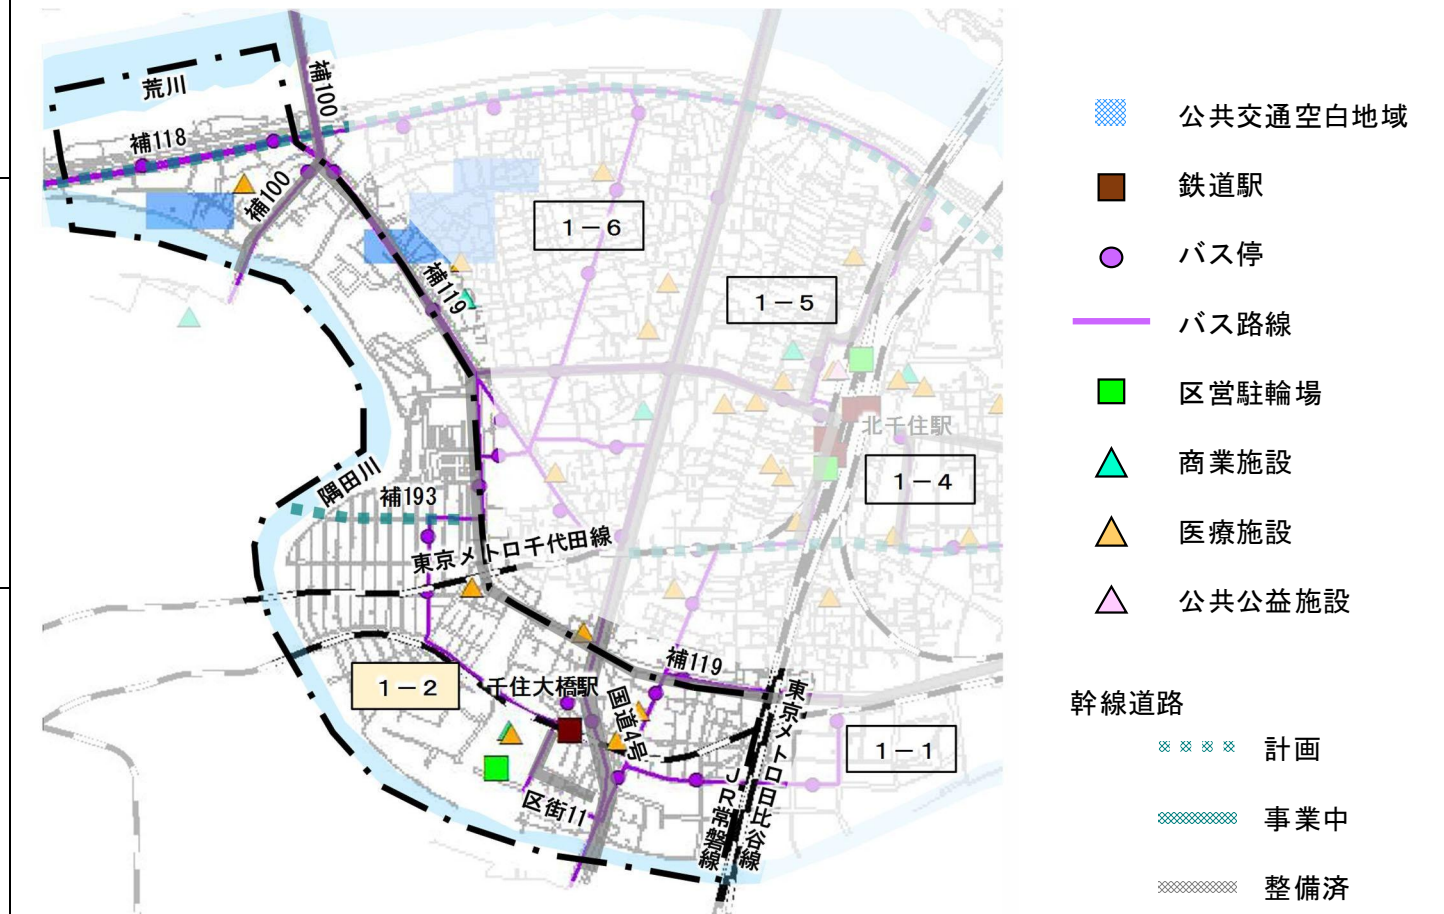 荒川
補100
補118
補100
1－6
補119
1－5
北千住駅
1－4
隅田川
補193
東京メトロ千代田線
補119
1－2
千住大橋駅
国道4号
東京メトロ日比谷線
JR常磐線
1－1
区街11
公共交通空白地域
鉄道駅
バス停
バス路線
区営駐輪場
商業施設
医療施設
公共公益施設
幹線道路
計画
事業中
整備済